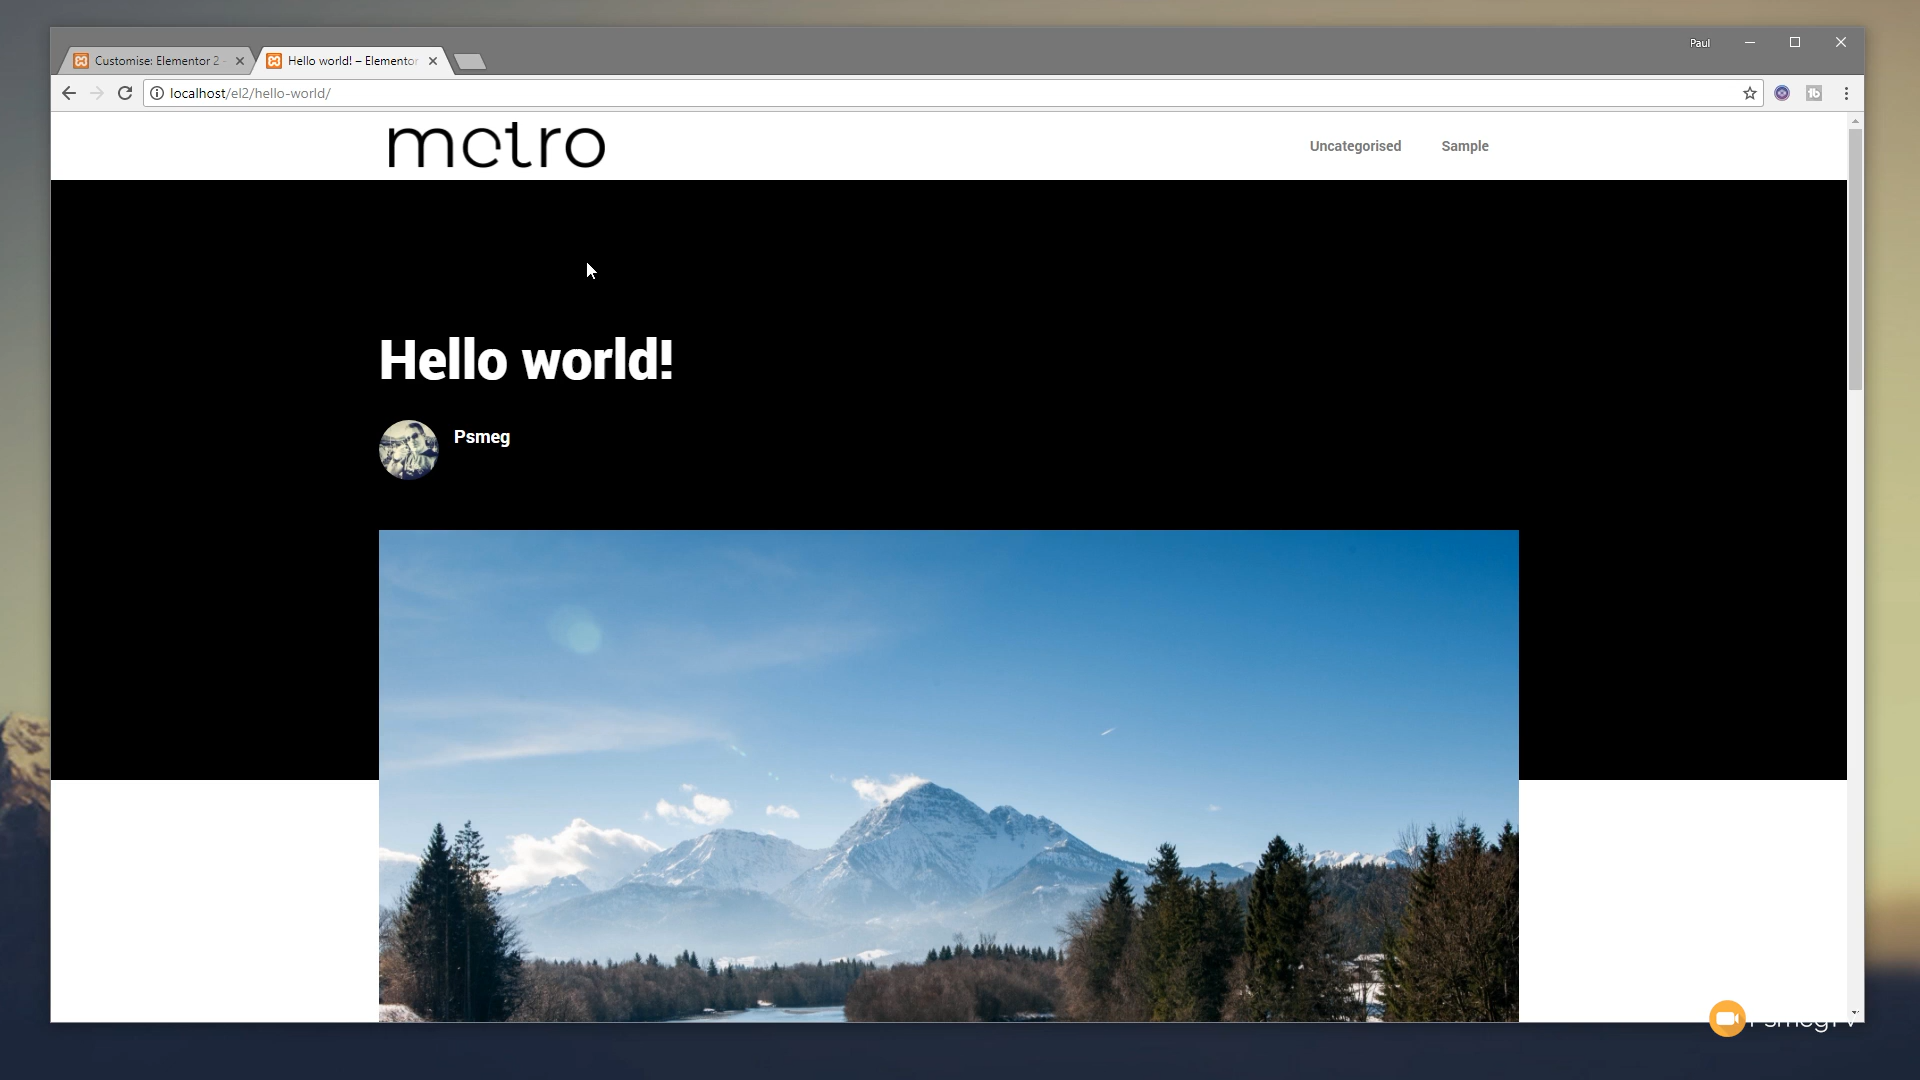 Paul
Customise: Elementor 2 -
Hello world! – Elementor
localhost/el2/hello-world/
metro
Uncategorised
Sample
Hello world!
Psmeg